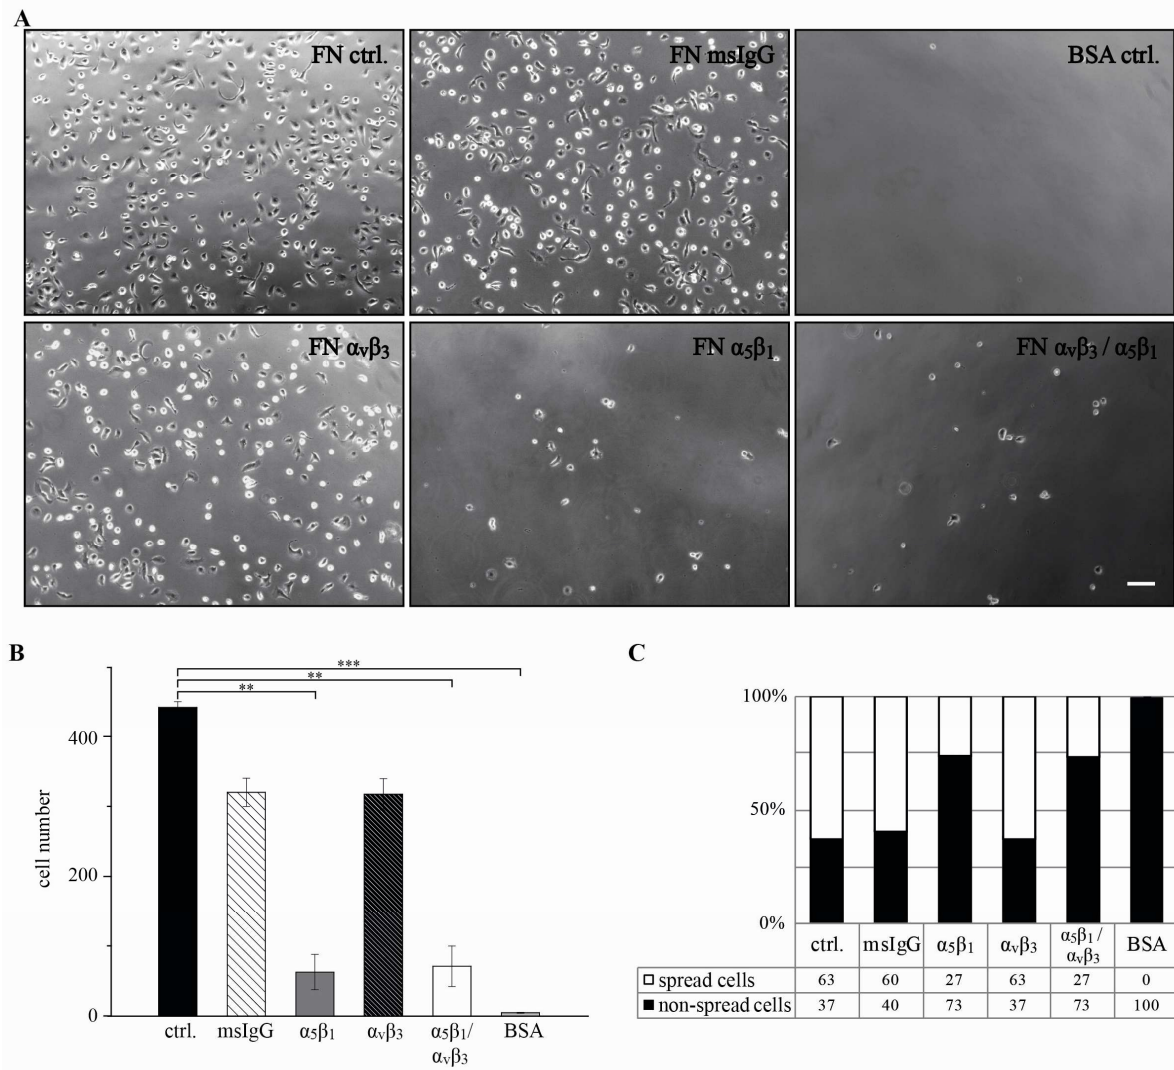 A
FN ctrl.
FN msIgG
BSA ctrl.
FN αvβ3
FN α5β1
FN αvβ3 / α5β1
B
***
**
**
400
200
0
cell number
ctrl.
msIgG
α5β1
αvβ3
α5β1/
αvβ3
BSA
C
100%
50%
0%
ctrl. msIgG α5β1 αvβ3 α5β1/ αvβ3 BSA
spread cells 63 60 27 63 27 0
non-spread cells 37 40 73 37 73 100